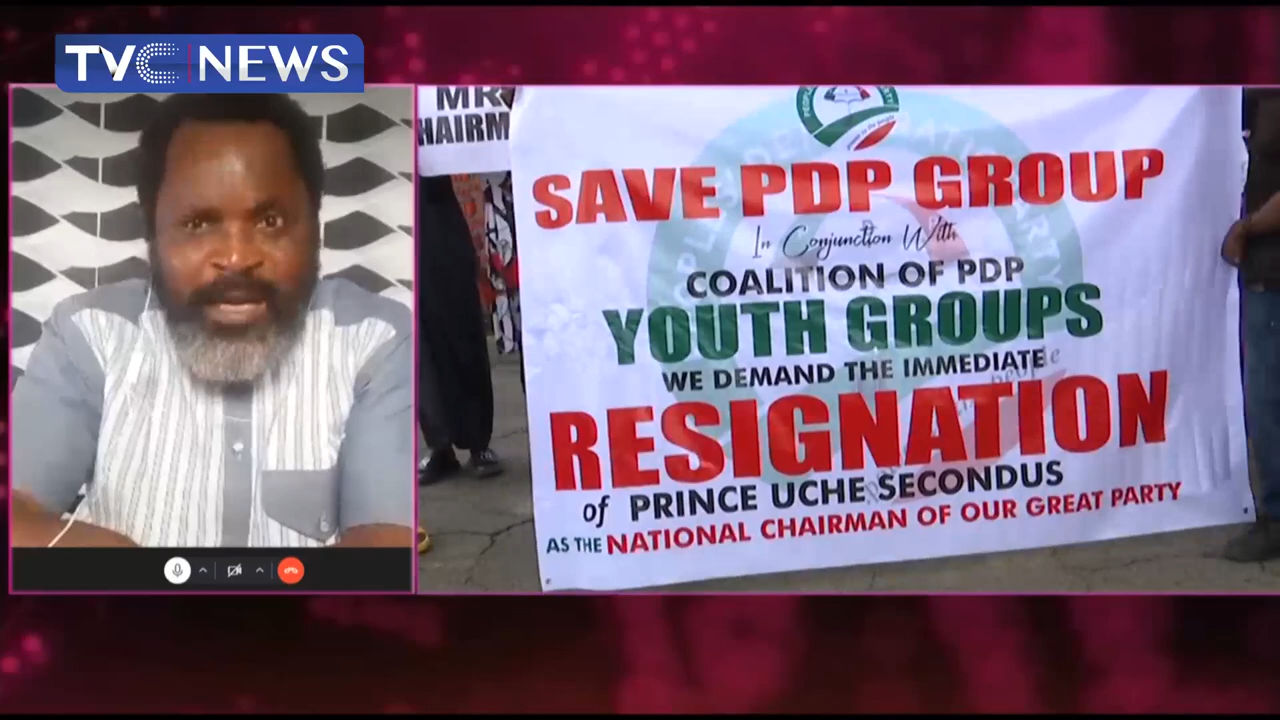 TVC NEWS
MR
HAIRM
SAVE PDP GROUP
In Conjunction With
COALITION OF PDP
YOUTH GROUPS
WE DEMAND THE IMMEDIATE
RESIGNATION
of PRINCE UCHE SECONDUS
AS THE NATIONAL CHAIRMAN OF OUR GREAT PARTY